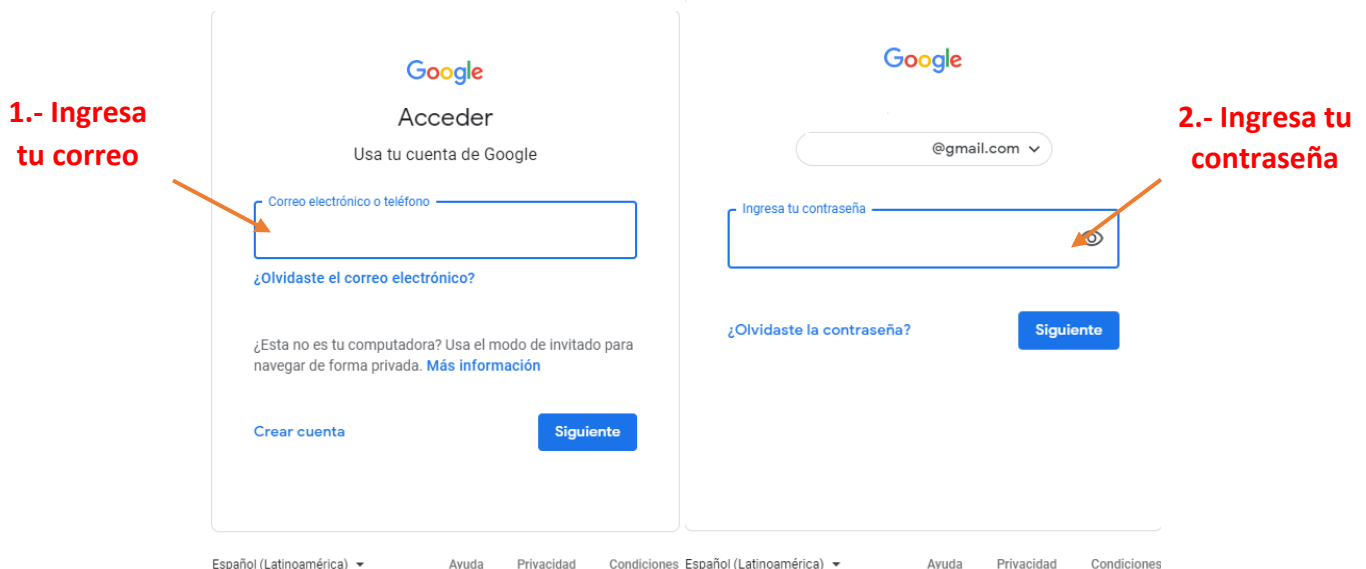 1.- Ingresa
tu correo
Google
Acceder
Usa tu cuenta de Google
Correo electrónico o teléfono
¿Olvidaste el correo electrónico?
¿Esta no es tu computadora? Usa el modo de invitado para
navegar de forma privada. Más información
Crear cuenta
Siguiente
Español (Latinoamérica)
Ayuda
Privacidad
Condiciones
Google
@gmail.com
Ingresa tu contraseña
¿Olvidaste la contraseña?
Siguiente
Español (Latinoamérica)
Ayuda
Privacidad
Condiciones
2.- Ingresa tu
contraseña